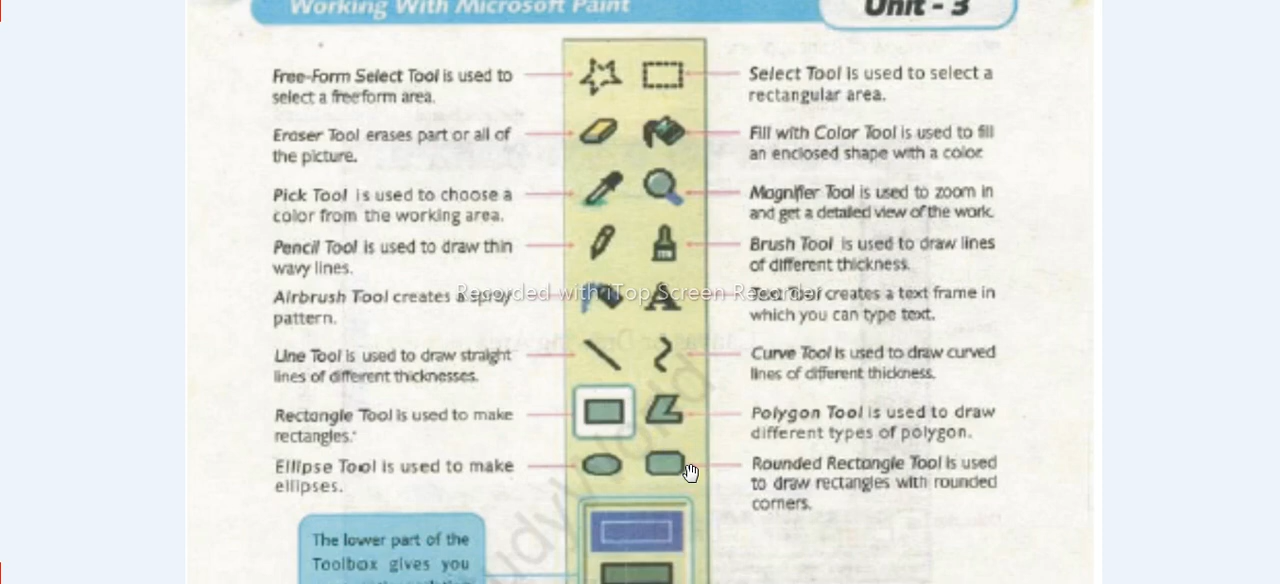 Working With Microsoft Paint
Unit - 3
Free-Form Select Tool is used to
select a freeform area.
Select Tool is used to select a
rectangular area.
Eraser Tool erases part or all of
the picture.
Fill with Color Tool is used to fill
an enclosed shape with a color.
Pick Tool is used to choose a
color from the working area.
Magnifier Tool is used to zoom in
and get a detailed view of the work.
Pencil Tool is used to draw thin
wavy lines.
Brush Tool is used to draw lines
of different thickness.
Airbrush Tool creates a spray
pattern.
Recorded with iTop Screen Recorder
A
Text Tool creates a text frame in
which you can type text.
Line Tool is used to draw straight
lines of different thicknesses.
Curve Tool is used to draw curved
lines of different thickness.
Rectangle Tool is used to make
rectangles.
Polygon Tool is used to draw
different types of polygon.
Ellipse Tool is used to make
ellipses.
Rounded Rectangle Tool is used
to draw rectangles with rounded
corners.
The lower part of the
Toolbox gives you